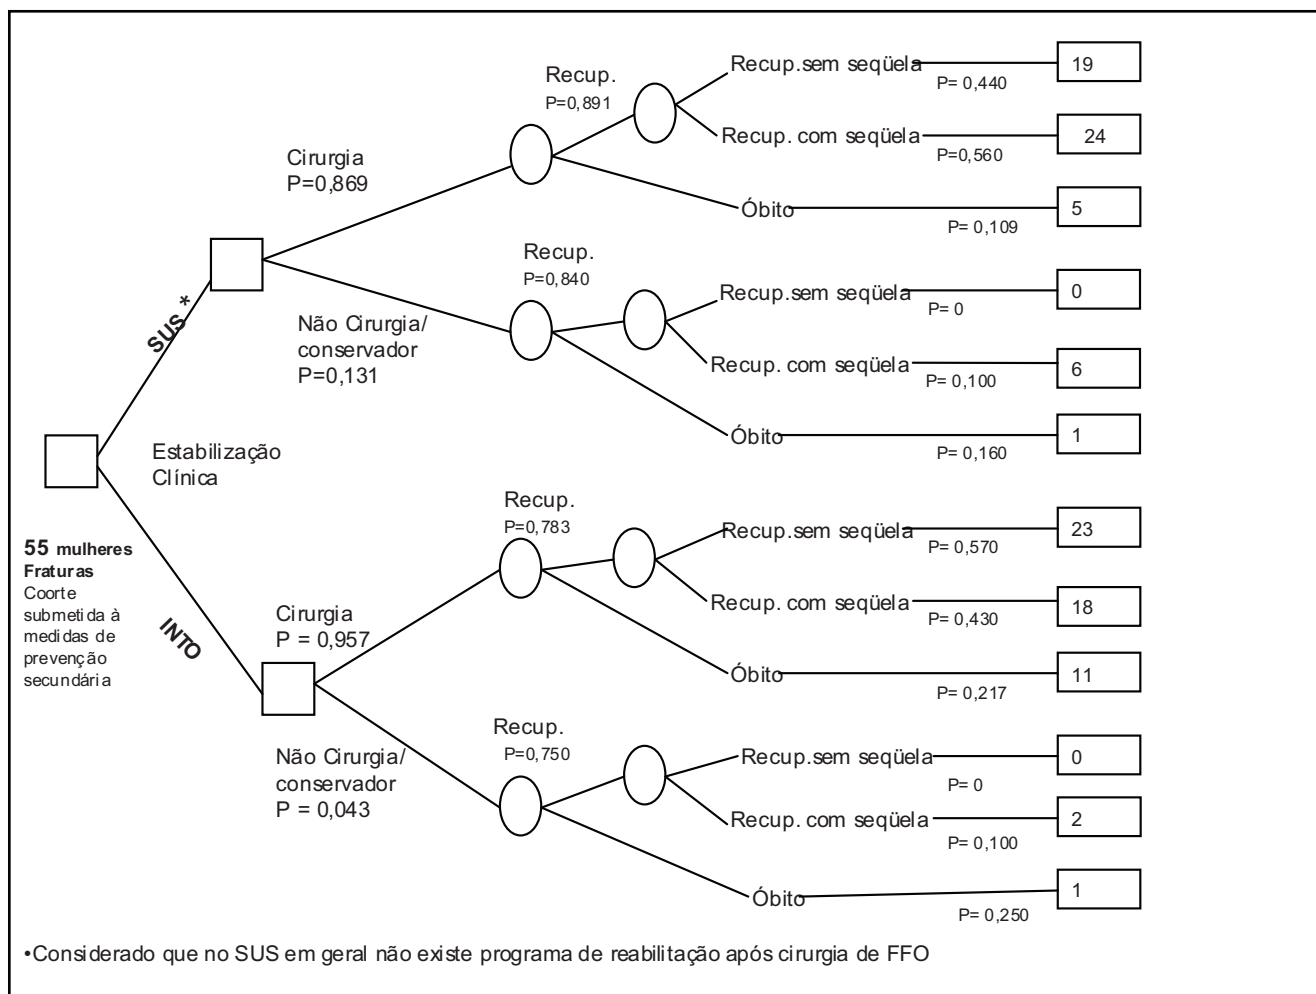 Recup.
P=0,891
Recup.sem seqüela
P= 0,440
19
Recup. com seqüela
P=0,560
24
Cirurgia
P=0,869
Óbito
P= 0,109
5
SUS *
Recup.
P=0,840
Recup.sem seqüela
P= 0
0
Não Cirurgia/
conservador
P=0,131
Recup. com seqüela
P= 0,100
6
Óbito
P= 0,160
1
Estabilização
Clínica
55 mulheres
Fraturas
Coorte
submetida à
medidas de
prevenção
secundária
INTO
Recup.
P=0,783
Recup.sem seqüela
P= 0,570
23
Cirurgia
P = 0,957
Recup. com seqüela
P= 0,430
18
Óbito
P= 0,217
11
Recup.
P=0,750
Recup.sem seqüela
P= 0
0
Não Cirurgia/
conservador
P = 0,043
Recup. com seqüela
P= 0,100
2
Óbito
P= 0,250
1
•Considerado que no SUS em geral não existe programa de reabilitação após cirurgia de FFO